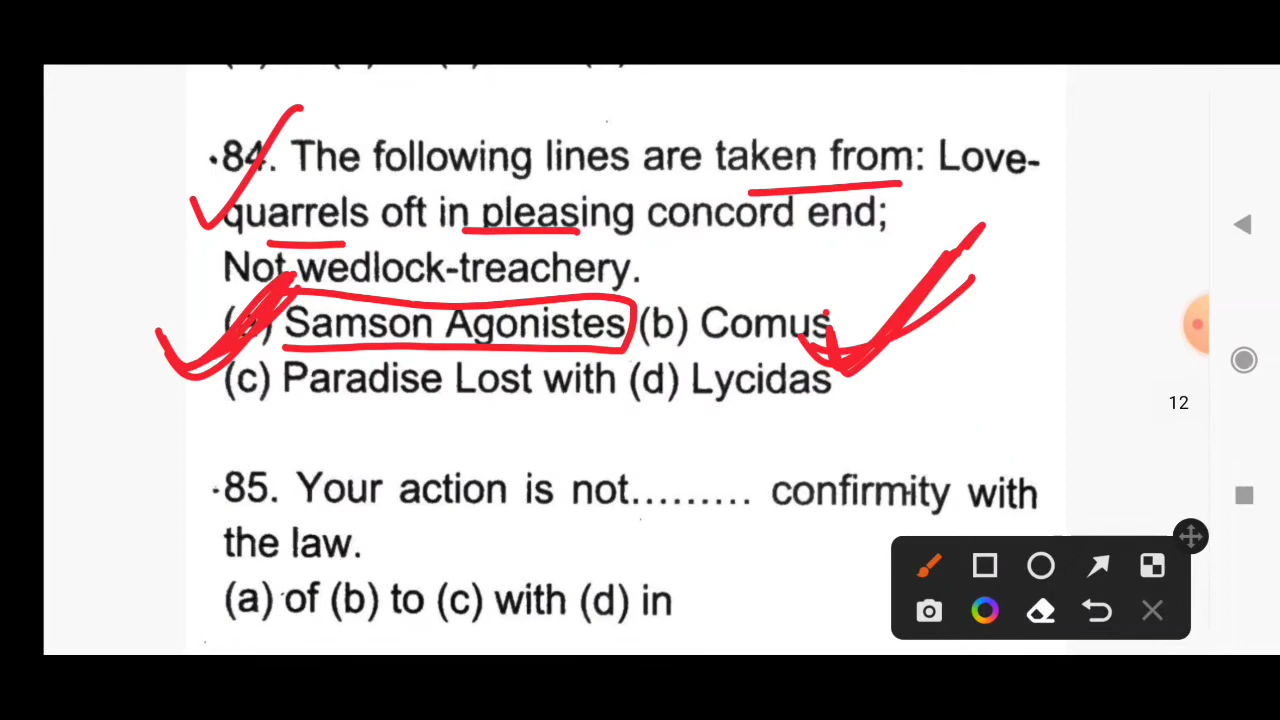 84. The following lines are taken from: Love-
quarrels oft in pleasing concord end;
Not wedlock-treachery.
(a) Samson Agonistes (b) Comus
(c) Paradise Lost with (d) Lycidas
12
85. Your action is not......... confirmity with
the law.
(a) of (b) to (c) with (d) in